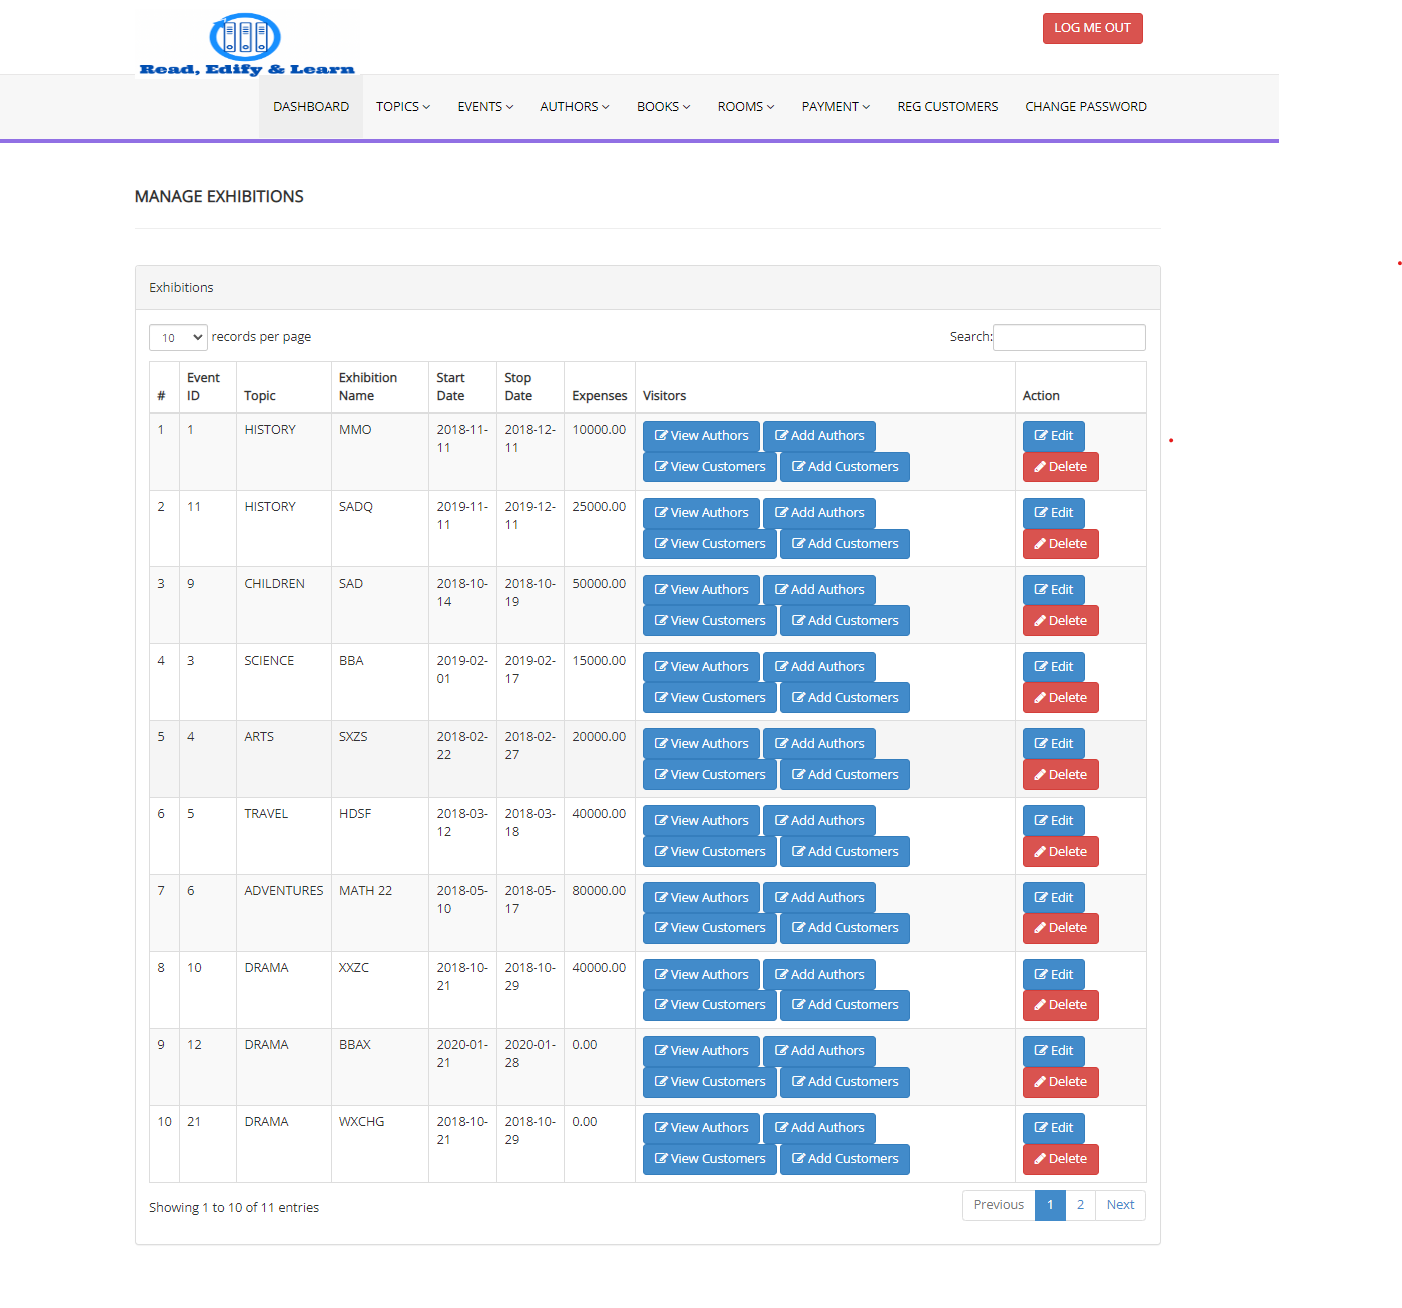 Read, Edify & Learn
LOG ME OUT
DASHBOARD TOPICS EVENTS AUTHORS BOOKS ROOMS PAYMENT REG CUSTOMERS CHANGE PASSWORD
MANAGE EXHIBITIONS
Exhibitions
10 records per page Search:
# Event ID Topic Exhibition Name Start Date Stop Date Expenses Visitors Action
1 1 HISTORY MMO 2018-11-11 2018-12-11 10000.00 View Authors Add Authors View Customers Add Customers Edit Delete
2 11 HISTORY SADQ 2019-11-11 2019-12-11 25000.00 View Authors Add Authors View Customers Add Customers Edit Delete
3 9 CHILDREN SAD 2018-10-14 2018-10-19 50000.00 View Authors Add Authors View Customers Add Customers Edit Delete
4 3 SCIENCE BBA 2019-02-01 2019-02-17 15000.00 View Authors Add Authors View Customers Add Customers Edit Delete
5 4 ARTS SXZS 2018-02-22 2018-02-27 20000.00 View Authors Add Authors View Customers Add Customers Edit Delete
6 5 TRAVEL HDSF 2018-03-12 2018-03-18 40000.00 View Authors Add Authors View Customers Add Customers Edit Delete
7 6 ADVENTURES MATH 22 2018-05-10 2018-05-17 80000.00 View Authors Add Authors View Customers Add Customers Edit Delete
8 10 DRAMA XXZC 2018-10-21 2018-10-29 40000.00 View Authors Add Authors View Customers Add Customers Edit Delete
9 12 DRAMA BBAX 2020-01-21 2020-01-28 0.00 View Authors Add Authors View Customers Add Customers Edit Delete
10 21 DRAMA WXCHG 2018-10-21 2018-10-29 0.00 View Authors Add Authors View Customers Add Customers Edit Delete
Showing 1 to 10 of 11 entries Previous 1 2 Next